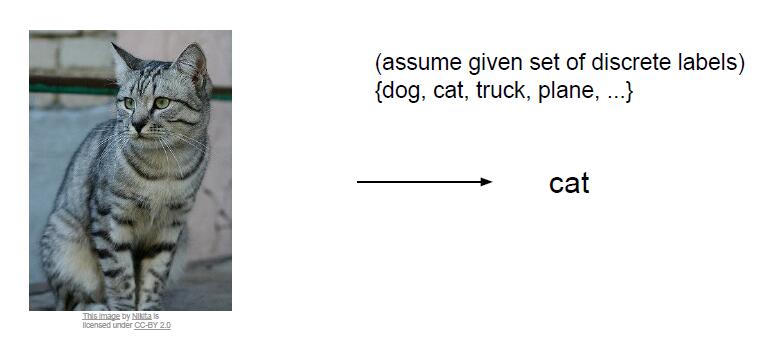 (assume given set of discrete labels)
{dog, cat, truck, plane, ...}
cat
This image by Nikita is
licensed under CC-BY 2.0